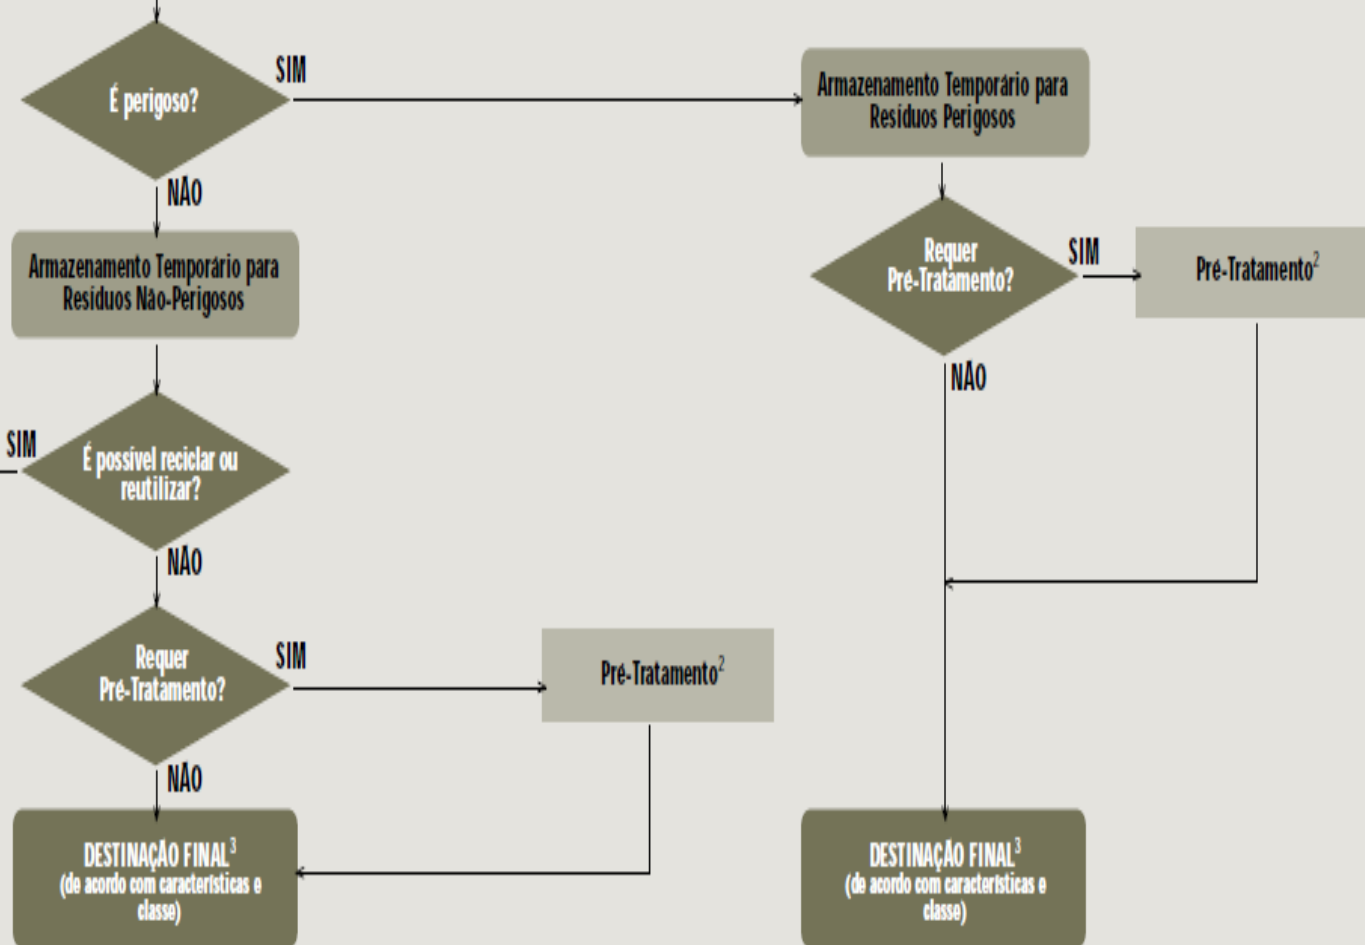 É perigoso?
SIM
Armazenamento Temporário para
Resíduos Perigosos
NÃO
Armazenamento Temporário para
Resíduos Não-Perigosos
Requer
Pré-Tratamento?
SIM
Pré-Tratamento²
NÃO
SIM
É possível reciclar ou
reutilizar?
NÃO
Requer
Pré-Tratamento?
SIM
Pré-Tratamento²
NÃO
DESTINAÇÃO FINAL³
(de acordo com características e
classe)
DESTINAÇÃO FINAL³
(de acordo com características e
classe)